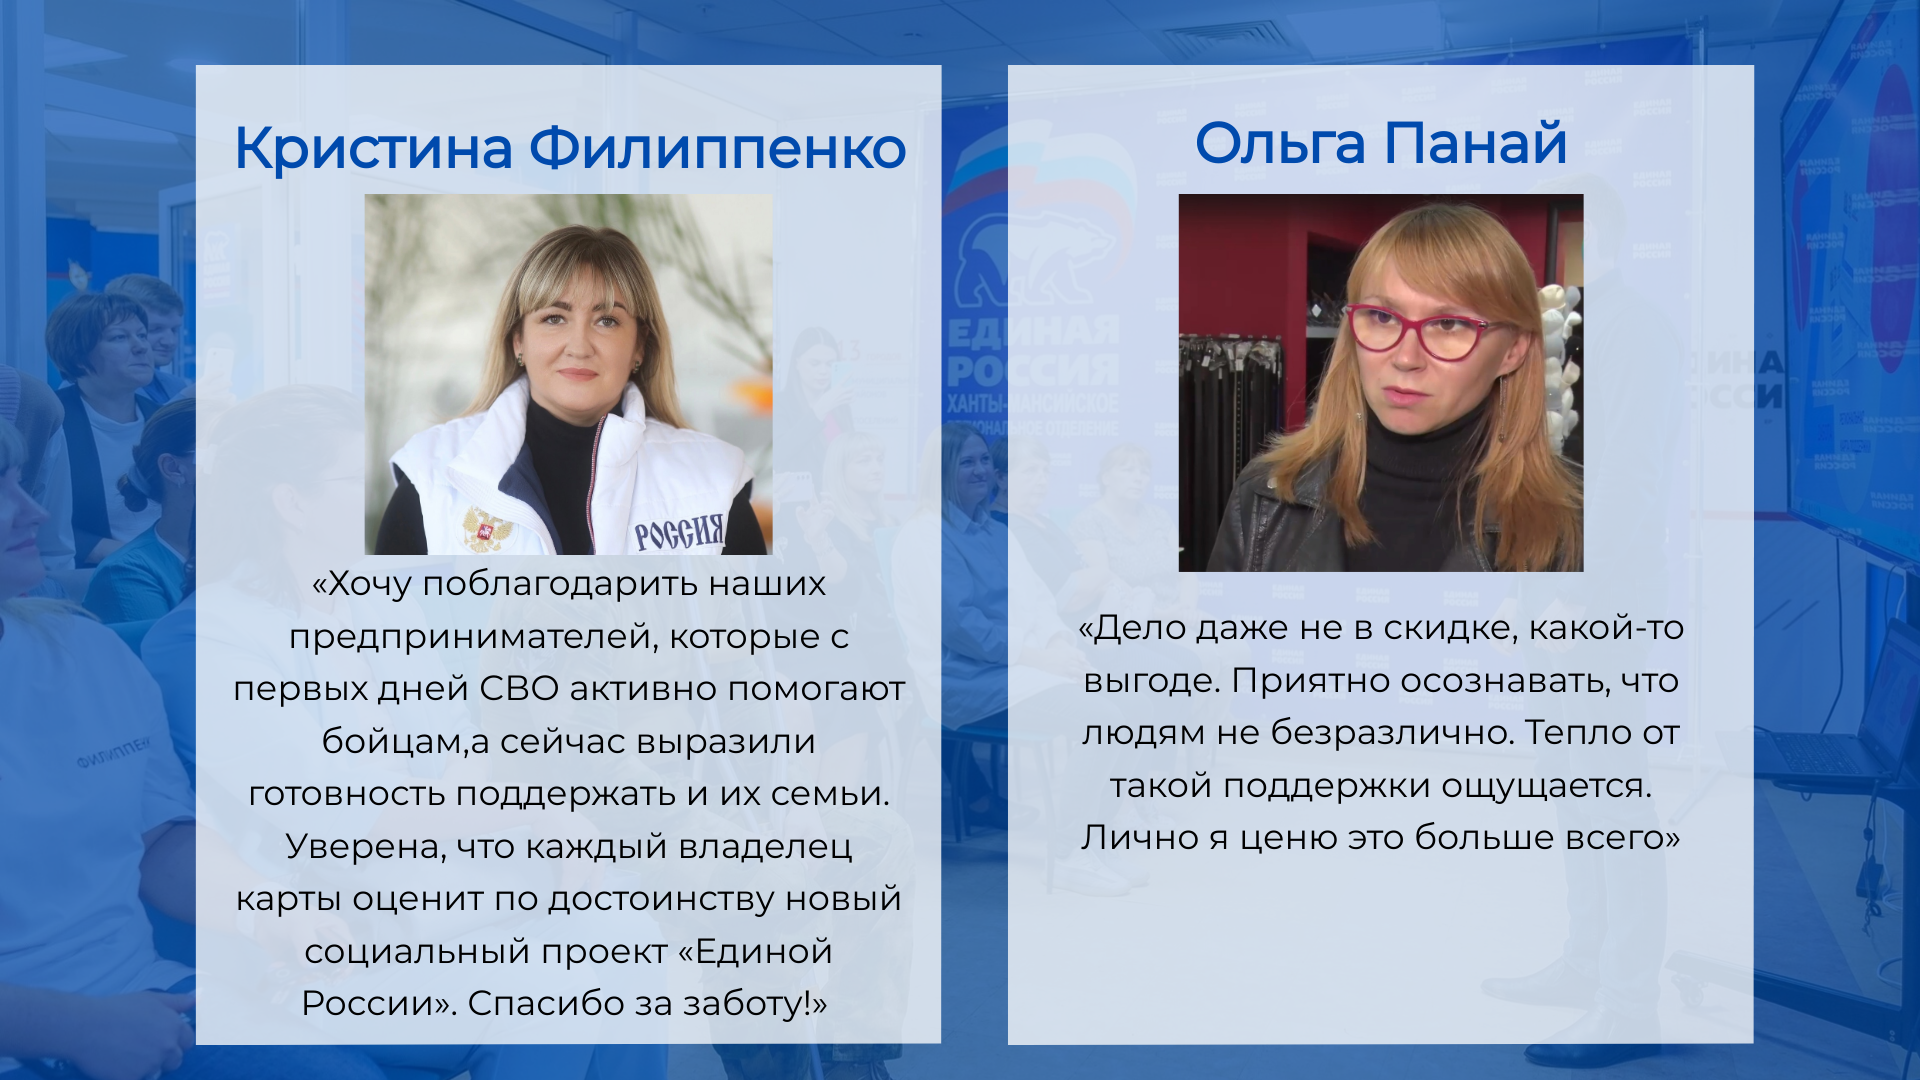 Кристина Филиппенко
РОССИЯ
«Хочу поблагодарить наших
предпринимателей, которые с
первых дней СВО активно помогают
бойцам,а сейчас выразили
готовность поддержать и их семьи.
Уверена, что каждый владелец
карты оценит по достоинству новый
социальный проект «Единой
России». Спасибо за заботу!»
Ольга Панай
«Дело даже не в скидке, какой-то
выгоде. Приятно осознавать, что
людям не безразлично. Тепло от
такой поддержки ощущается.
Лично я ценю это больше всего»
ЕДИНАЯ
РОССИЯ
ХАНТЫ-МАНСИЙСКОЕ
ОТДЕЛЕНИЕ